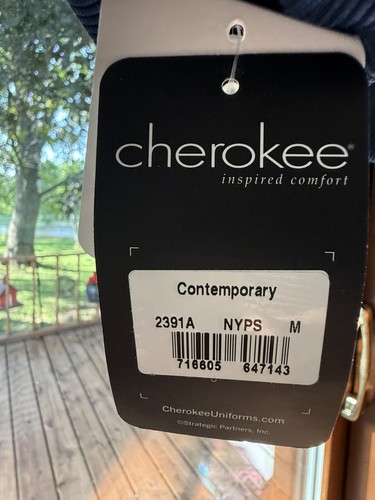 cherokee®
inspired comfort
Contemporary
2391A NYPS M
716605 647143
CherokeeUniforms.com
©Strategic Partners, Inc.